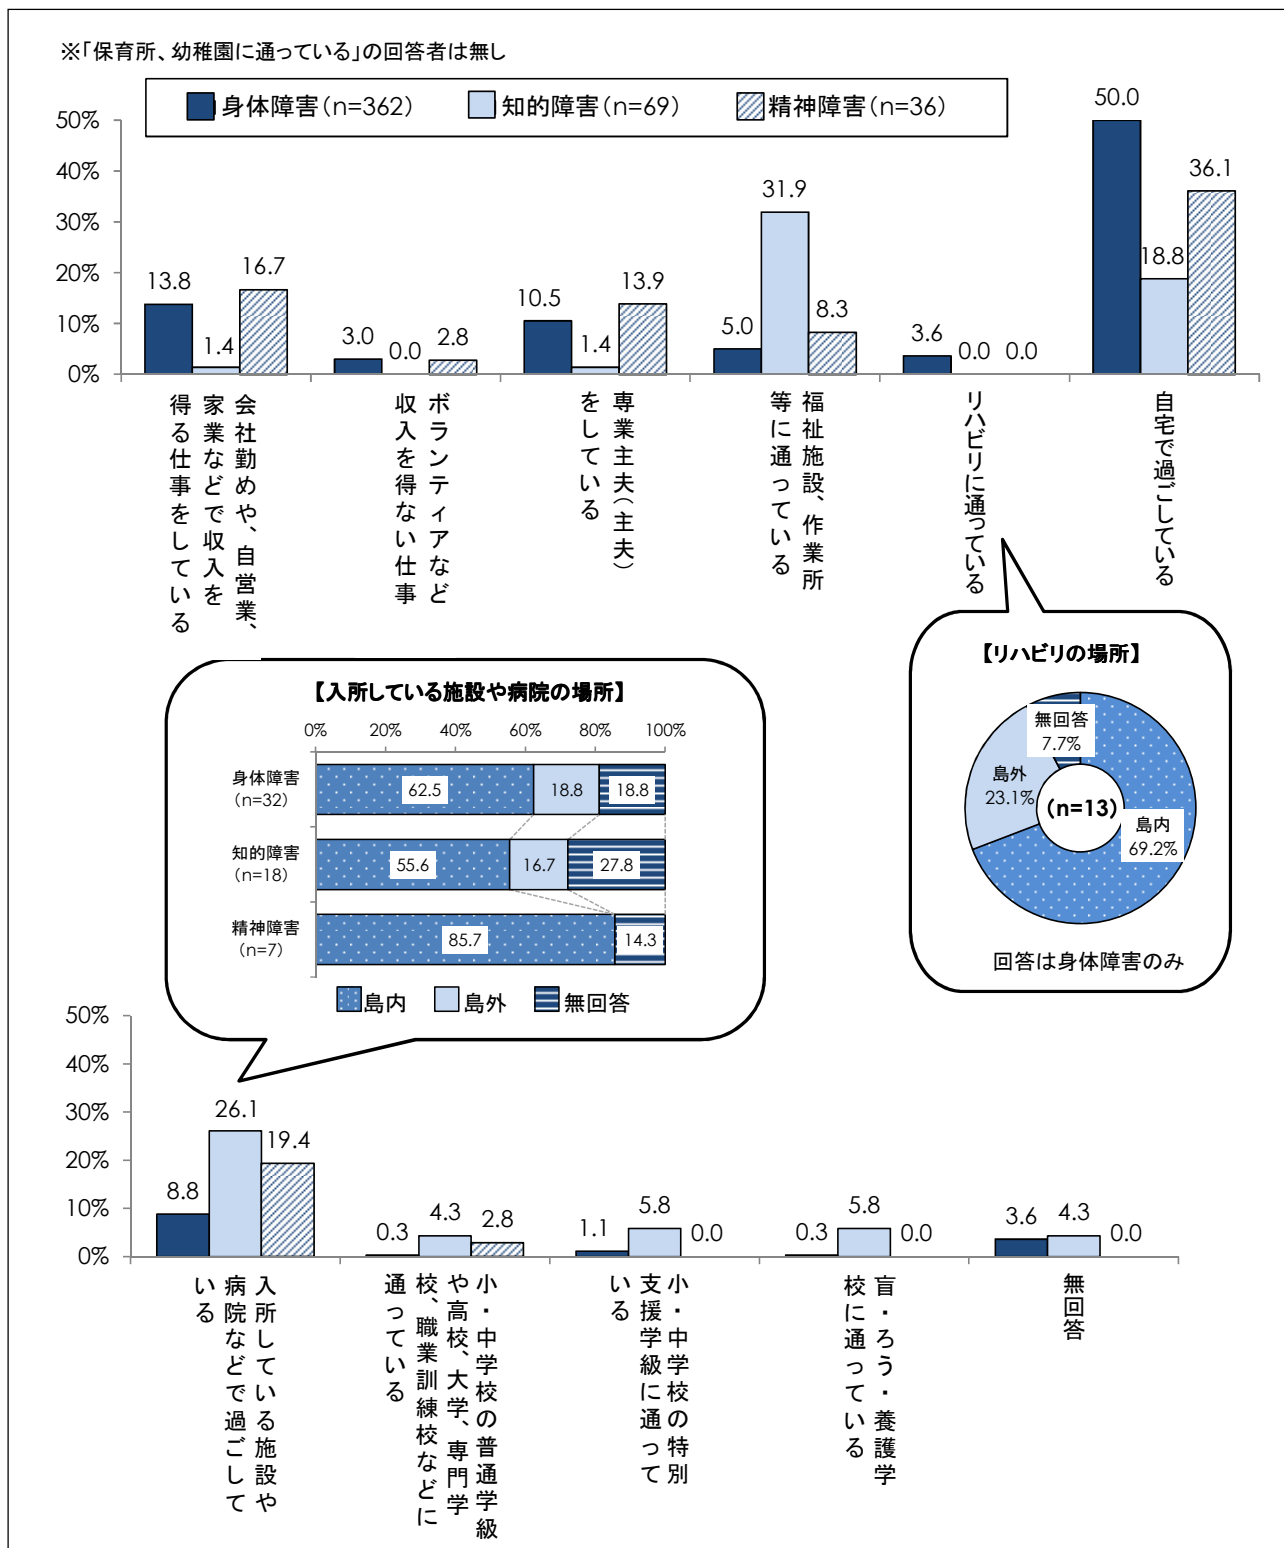 ※｢保育所、幼稚園に通っている｣の回答者は無し
身体障害(n=362)
知的障害(n=69)
精神障害(n=36)
50%
40%
30%
20%
10%
0%
13.8
1.4
16.7
3.0
0.0
2.8
10.5
1.4
13.9
5.0
31.9
8.3
3.6
0.0
0.0
50.0
18.8
36.1
会社勤めや、自営業、
家業などで収入を
得る仕事をしている
ボランティアなど
収入を得ない仕事
専業主夫(主夫)
をしている
福祉施設、作業所
等に通っている
リハビリに通っている
自宅で過ごしている
【入所している施設や病院の場所】
0%
20%
40%
60%
80%
100%
身体障害
(n=32)
62.5
18.8
18.8
知的障害
(n=18)
55.6
16.7
27.8
精神障害
(n=7)
85.7
14.3
島内
島外
無回答
【リハビリの場所】
無回答
7.7%
島外
23.1%
(n=13)
島内
69.2%
回答は身体障害のみ
50%
40%
30%
20%
10%
0%
8.8
26.1
19.4
0.3
4.3
2.8
1.1
5.8
0.0
0.3
5.8
0.0
3.6
4.3
0.0
入所している施設や
病院などで過ごして
いる
小・中学校の普通学級
や高校、大学、専門学
校、職業訓練校などに
通っている
小・中学校の特別
支援学級に通って
いる
盲・ろう・養護学
校に通っている
無回答